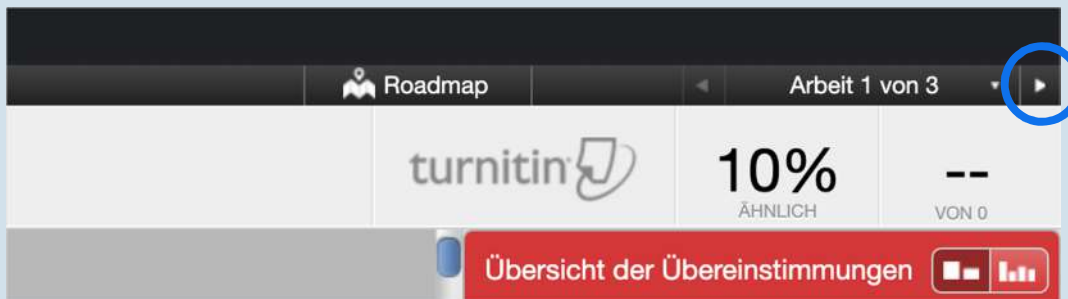 Roadmap
Arbeit 1 von 3
turnitin
10%
ÄHNLICH
--
VON 0
Übersicht der Übereinstimmungen